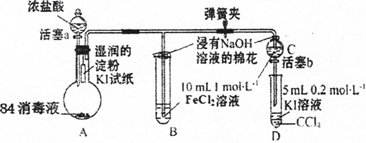 浓盐酸
活塞a
湿润的
淀粉
KI试纸
84消毒液
A
弹簧夹
浸有NaOH
溶液的棉花
10 mL 1 mol·L⁻¹
FeCl₂溶液
B
C
活塞b
5 mL 0.2 mol·L⁻¹
KI溶液
CCl₂
D